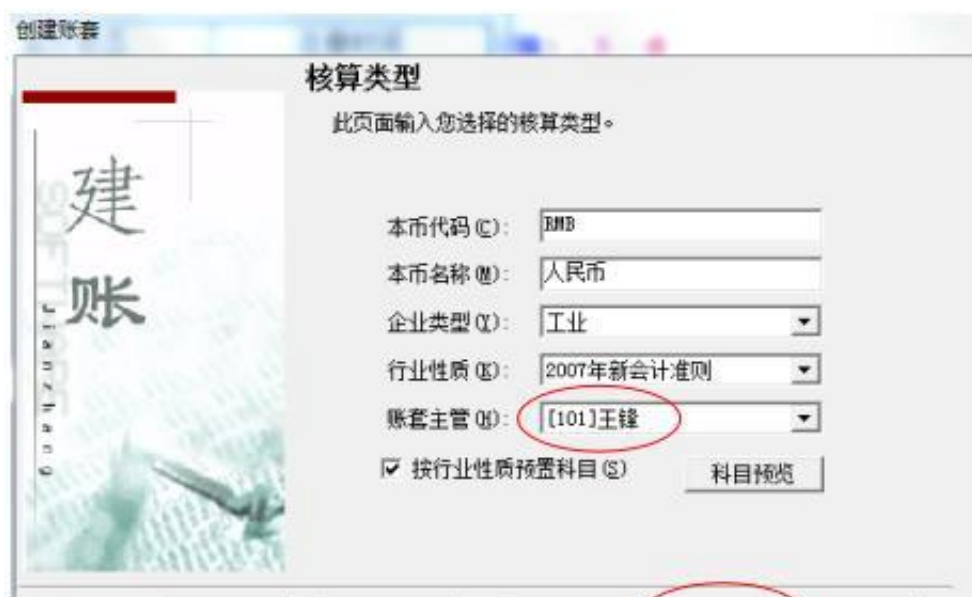 创建账套
核算类型
此页面输入您选择的核算类型。
建
账
Jianzhang
本币代码(C): RMB
本币名称(M): 人民币
企业类型(Y): 工业
行业性质(K): 2007年新会计准则
账套主管(H): [101]王锋
按行业性质预置科目(S) 科目预览